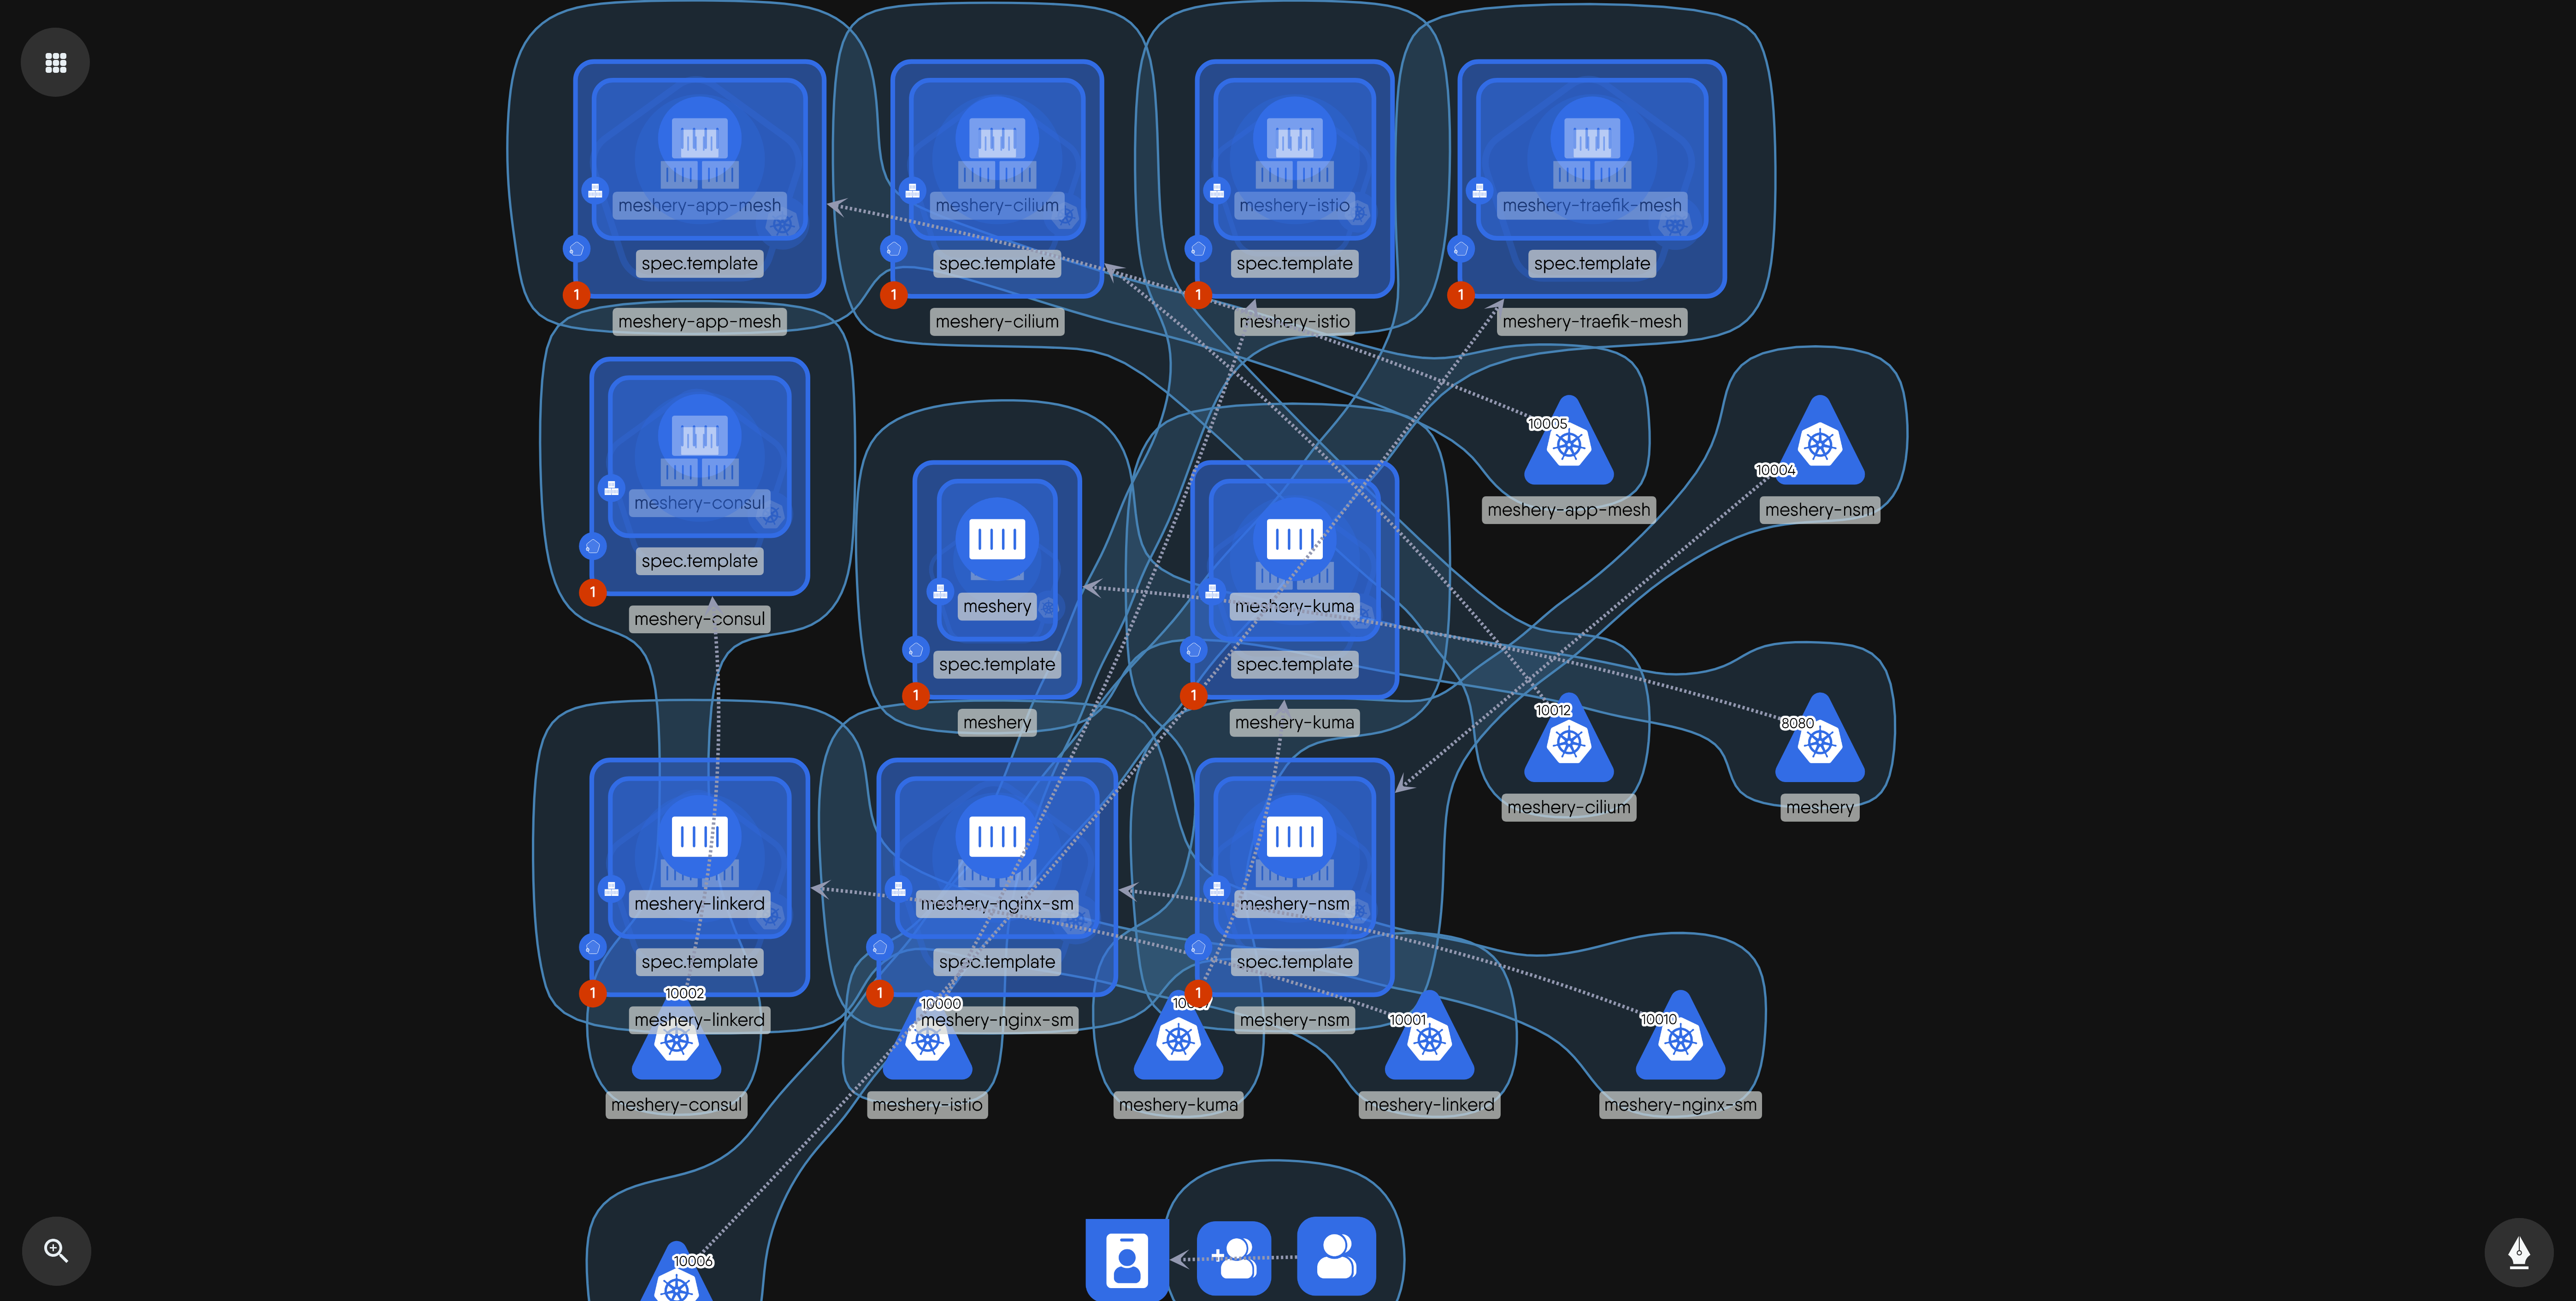 meshery-app-mesh
meshery-cilium
meshery-istio
meshery-traefik-mesh
spec.template
spec.template
spec.template
spec.template
1
1
1
1
meshery-app-mesh
meshery-cilium
meshery-istio
meshery-traefik-mesh
10005
10004
meshery-consul
meshery-app-mesh
meshery-nsm
spec.template
1
meshery
meshery-kuma
meshery-consul
spec.template
spec.template
1
1
10012
8080
meshery
meshery-kuma
meshery-cilium
meshery
meshery-linkerd
meshery-nginx-sm
meshery-nsm
spec.template
spec.template
spec.template
1
10002
1
10000
1
meshery-linkerd
meshery-nginx-sm
meshery-nsm
10001
10010
meshery-consul
meshery-istio
meshery-kuma
meshery-linkerd
meshery-nginx-sm
10006